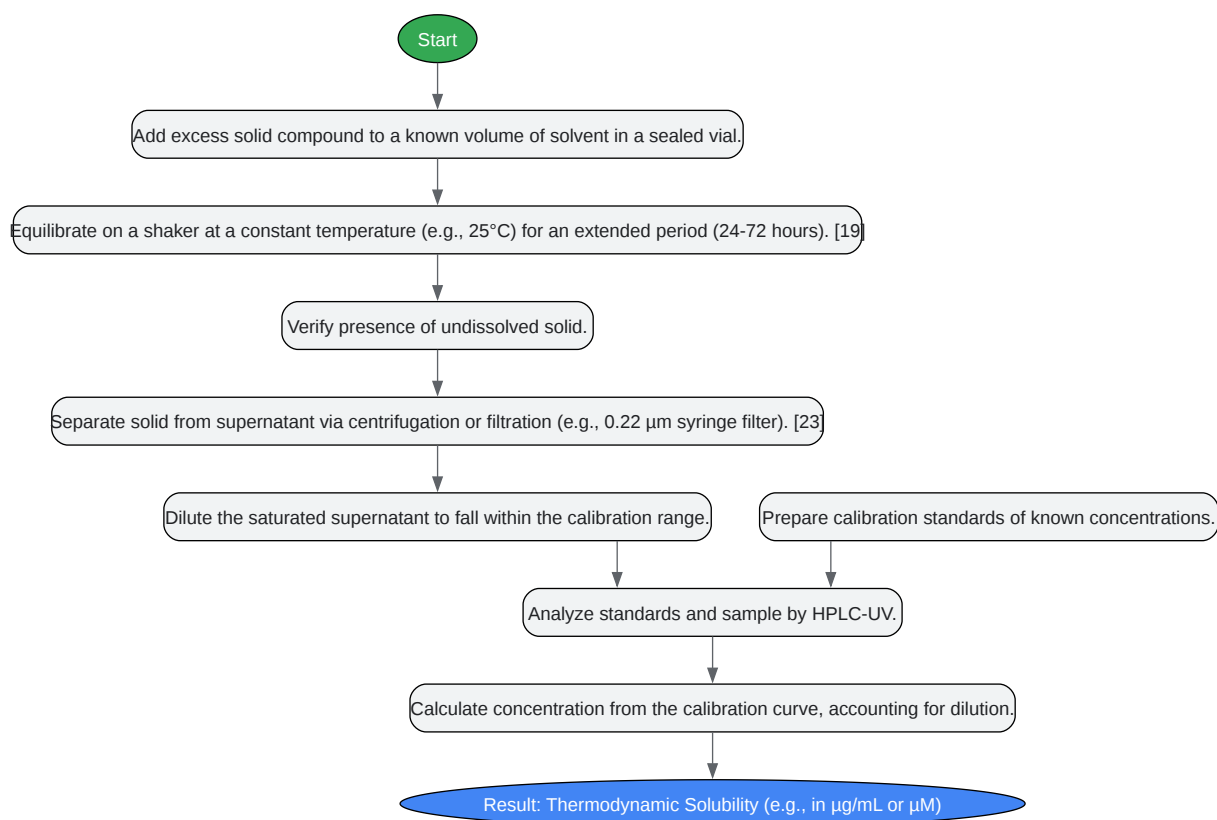 Start
Add excess solid compound to a known volume of solvent in a sealed vial.
Equilibrate on a shaker at a constant temperature (e.g., 25°C) for an extended period (24-72 hours). [19]
Verify presence of undissolved solid.
Separate solid from supernatant via centrifugation or filtration (e.g., 0.22 µm syringe filter). [23]
Dilute the saturated supernatant to fall within the calibration range.
Prepare calibration standards of known concentrations.
Analyze standards and sample by HPLC-UV.
Calculate concentration from the calibration curve, accounting for dilution.
Result: Thermodynamic Solubility (e.g., in µg/mL or µM)